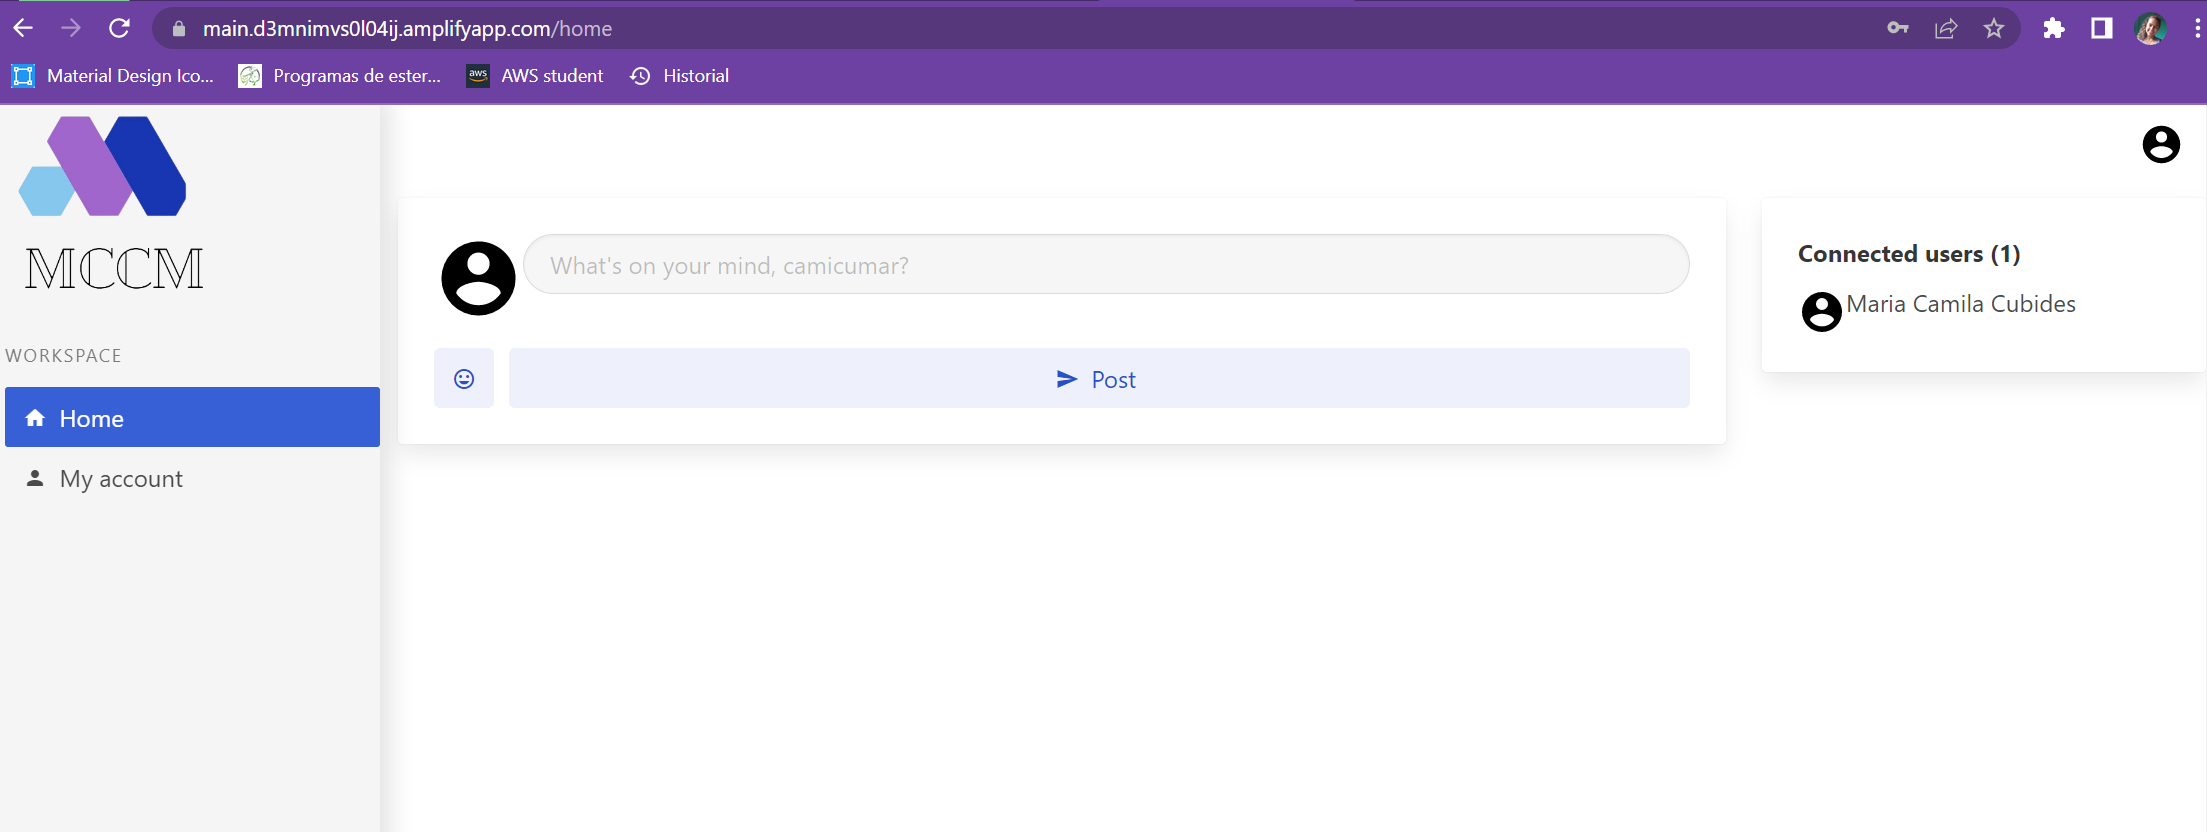 main.d3mnimvs0l04ij.amplifyapp.com/home
Material Design Ico... Programas de ester... aws AWS student Historial
MCCM
WORKSPACE
Home
My account
What's on your mind, camicumar?
Post
Connected users (1)
Maria Camila Cubides